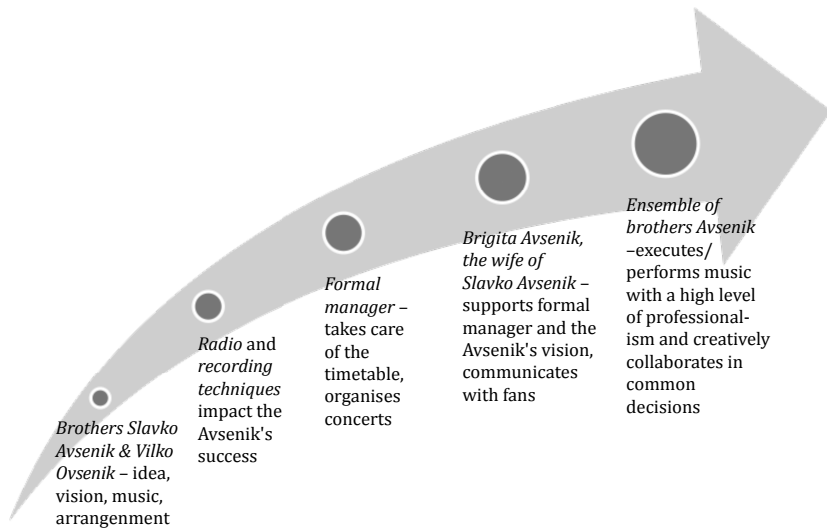 Brothers Slavko
Avsenik & Vilko
Ovsenik – idea,
vision, music,
arrangenment
Radio and
recording
techniques
impact the
Avsenik's
success
Formal
manager –
takes care
of the
timetable,
organises
concerts
Brigita Avsenik,
the wife of
Slavko Avsenik –
supports formal
manager and the
Avsenik's vision,
communicates
with fans
Ensemble of
brothers Avsenik
–executes/
performs music
with a high level
of professional-
ism and creatively
collaborates in
common
decisions